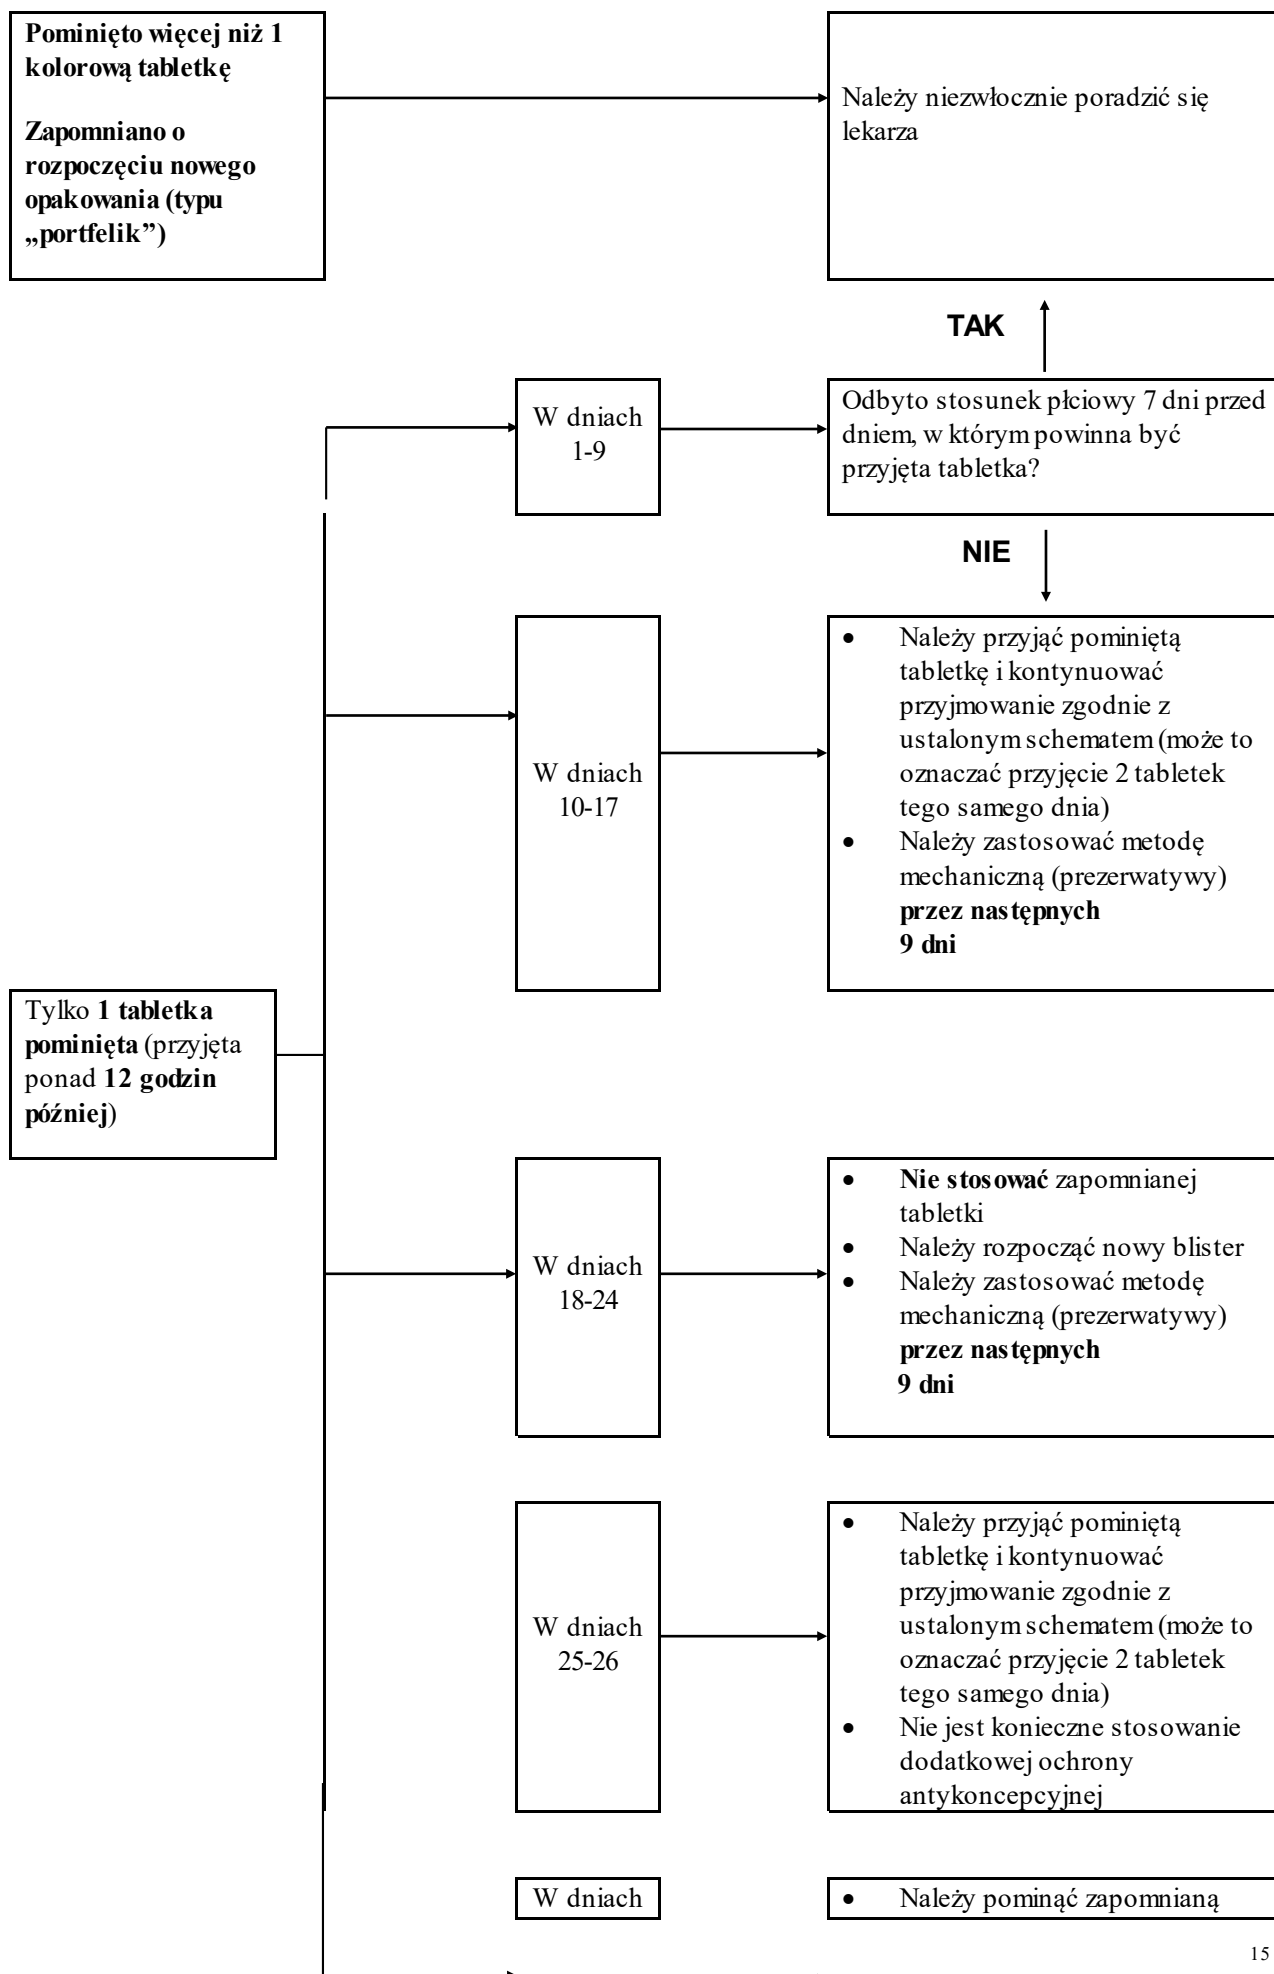 Pominięto więcej niż 1
kolorową tabletkę
Zapomniano o
rozpoczęciu nowego
opakowania (typu
„portfelik”)
Należy niezwłocznie poradzić się
lekarza
TAK
W dniach
1-9
Odbyto stosunek płciowy 7 dni przed
dniem, w którym powinna być
przyjęta tabletka?
NIE
W dniach
10-17
• Należy przyjąć pominiętą
tabletkę i kontynuować
przyjmowanie zgodnie z
ustalonym schematem (może to
oznaczać przyjęcie 2 tabletek
tego samego dnia)
• Należy zastosować metodę
mechaniczną (prezerwatywy)
przez następnych
9 dni
Tylko 1 tabletka
pominięta (przyjęta
ponad 12 godzin
później)
W dniach
18-24
• Nie stosować zapomnianej
tabletki
• Należy rozpocząć nowy blister
• Należy zastosować metodę
mechaniczną (prezerwatywy)
przez następnych
9 dni
W dniach
25-26
• Należy przyjąć pominiętą
tabletkę i kontynuować
przyjmowanie zgodnie z
ustalonym schematem (może to
oznaczać przyjęcie 2 tabletek
tego samego dnia)
• Nie jest konieczne stosowanie
dodatkowej ochrony
antykoncepcyjnej
W dniach
• Należy pominąć zapomnianą
15